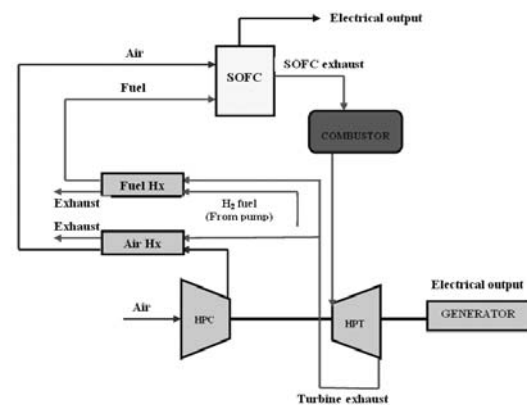 Electrical output
Air
SOFC
SOFC exhaust
Fuel
COMBUSTOR
Fuel Hx
Exhaust
H₂ fuel
(From pump)
Exhaust
Air Hx
Electrical output
Air
HPC
HPT
GENERATOR
Turbine exhaust